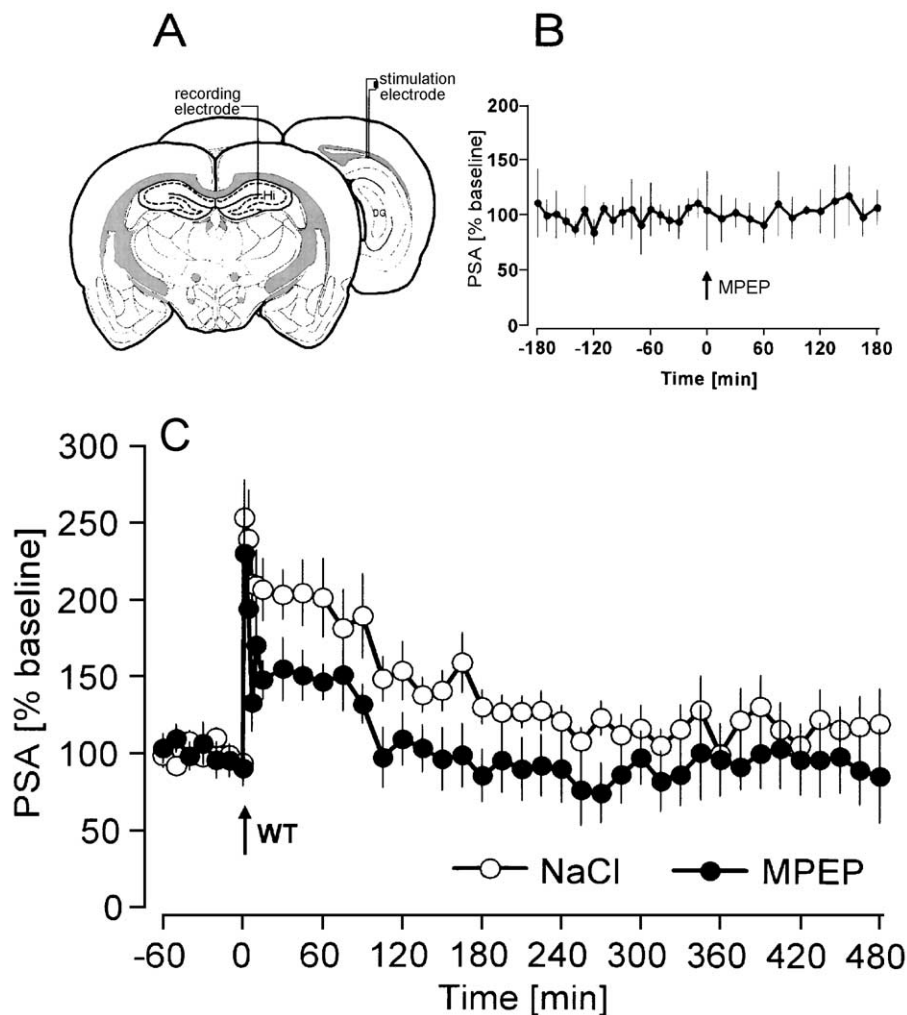 A
recording
electrode
stimulation
electrode
Hi
DG
B
PSA [% baseline]
200
150
100
50
0
MPEP
-180
-120
-60
0
60
120
180
Time [min]
C
PSA [% baseline]
300
250
200
150
100
50
0
WT
NaCl
MPEP
-60
0
60
120
180
240
300
360
420
480
Time [min]